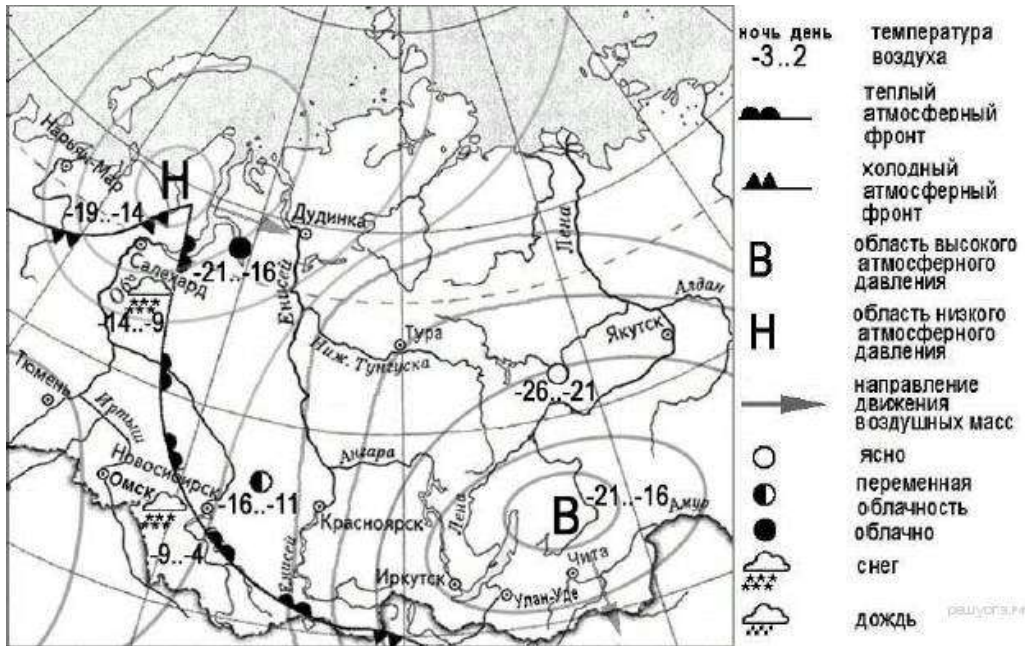 Нарьян-Мар
Н
-19..-14
Дудинка
Салехард
-21..-16
Обь
-14..-9
Енисей
Лена
Алдан
Якутск
Тура
Ниж. Тунгуска
-26..-21
Тюмень
Иртыш
Новосибирск
Омск
-16..-11
Ангара
Красноярск
Лена
В
-21..-16
Амур
-9..-4
Енисей
Иркутск
Улан-Уде
Чита
ночь день
-3..2
температура
воздуха
теплый
атмосферный
фронт
холодный
атмосферный
фронт
В
область высокого
атмосферного
давления
Н
область низкого
атмосферного
давления
направление
движения
воздушных масс
ясно
переменная
облачность
облачно
снег
дождь